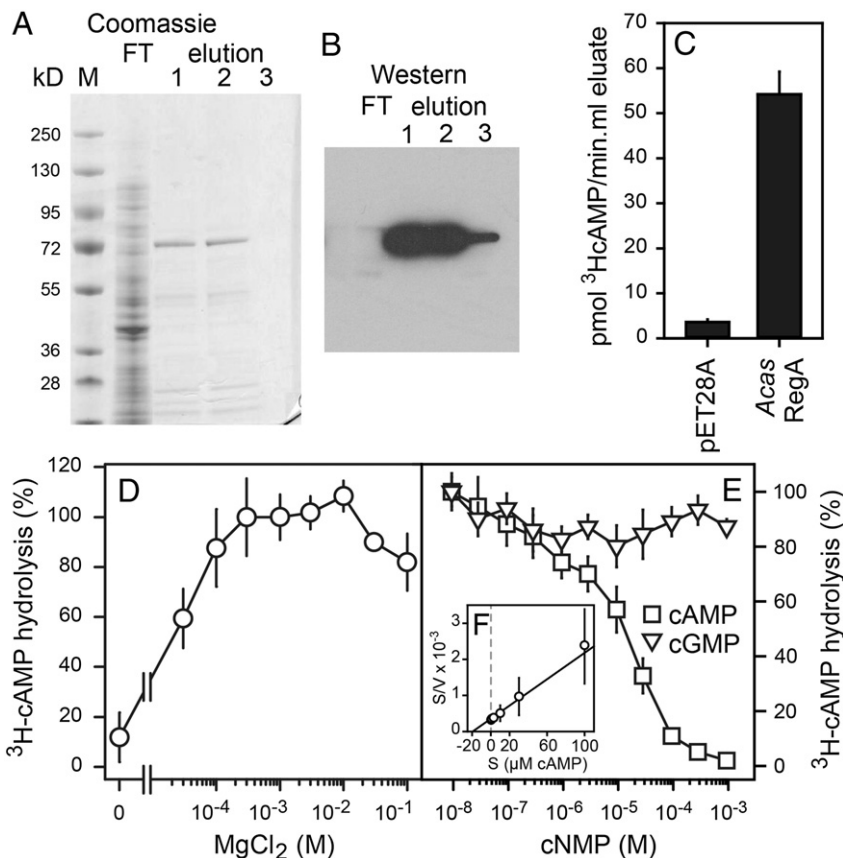 A
Coomassie
FT elution
kD M 1 2 3
250
130
95
72
55
36
28
B
Western
FT elution
1 2 3
C
pmol ³HcAMP/min.ml eluate
70
60
50
40
30
20
10
0
pET28A
Acas
RegA
D
³H-cAMP hydrolysis (%)
120
100
80
60
40
20
0
0 10⁻⁴ 10⁻³ 10⁻² 10⁻¹
MgCl₂ (M)
E
100
80
60
40
20
0
³H-cAMP hydrolysis (%)
cAMP
cGMP
10⁻⁸ 10⁻⁷ 10⁻⁶ 10⁻⁵ 10⁻⁴ 10⁻³
cNMP (M)
F
S/V x 10⁻³
3
2
1
0
-20 0 20 60 100
S (µM cAMP)